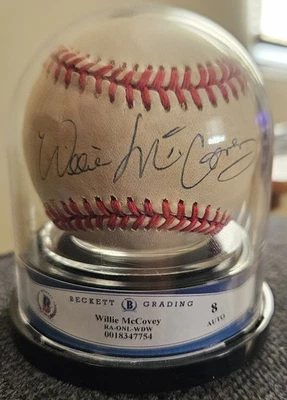 Willie McCovey
BECKETT B GRADING
Willie McCovey
BA-ONL-WDW
0018347754
8
AUTO